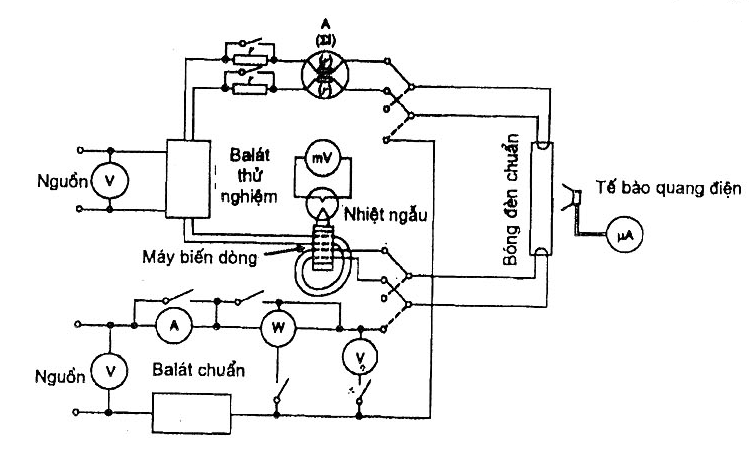 A
(ΣI)
r
r
Balát
thử
nghiệm
mV
Nguồn
V
Nhiệt ngẫu
Bóng đèn chuẩn
Tế bào quang điện
μA
Máy biến dòng
A
W
V
V
Nguồn
Balát chuẩn